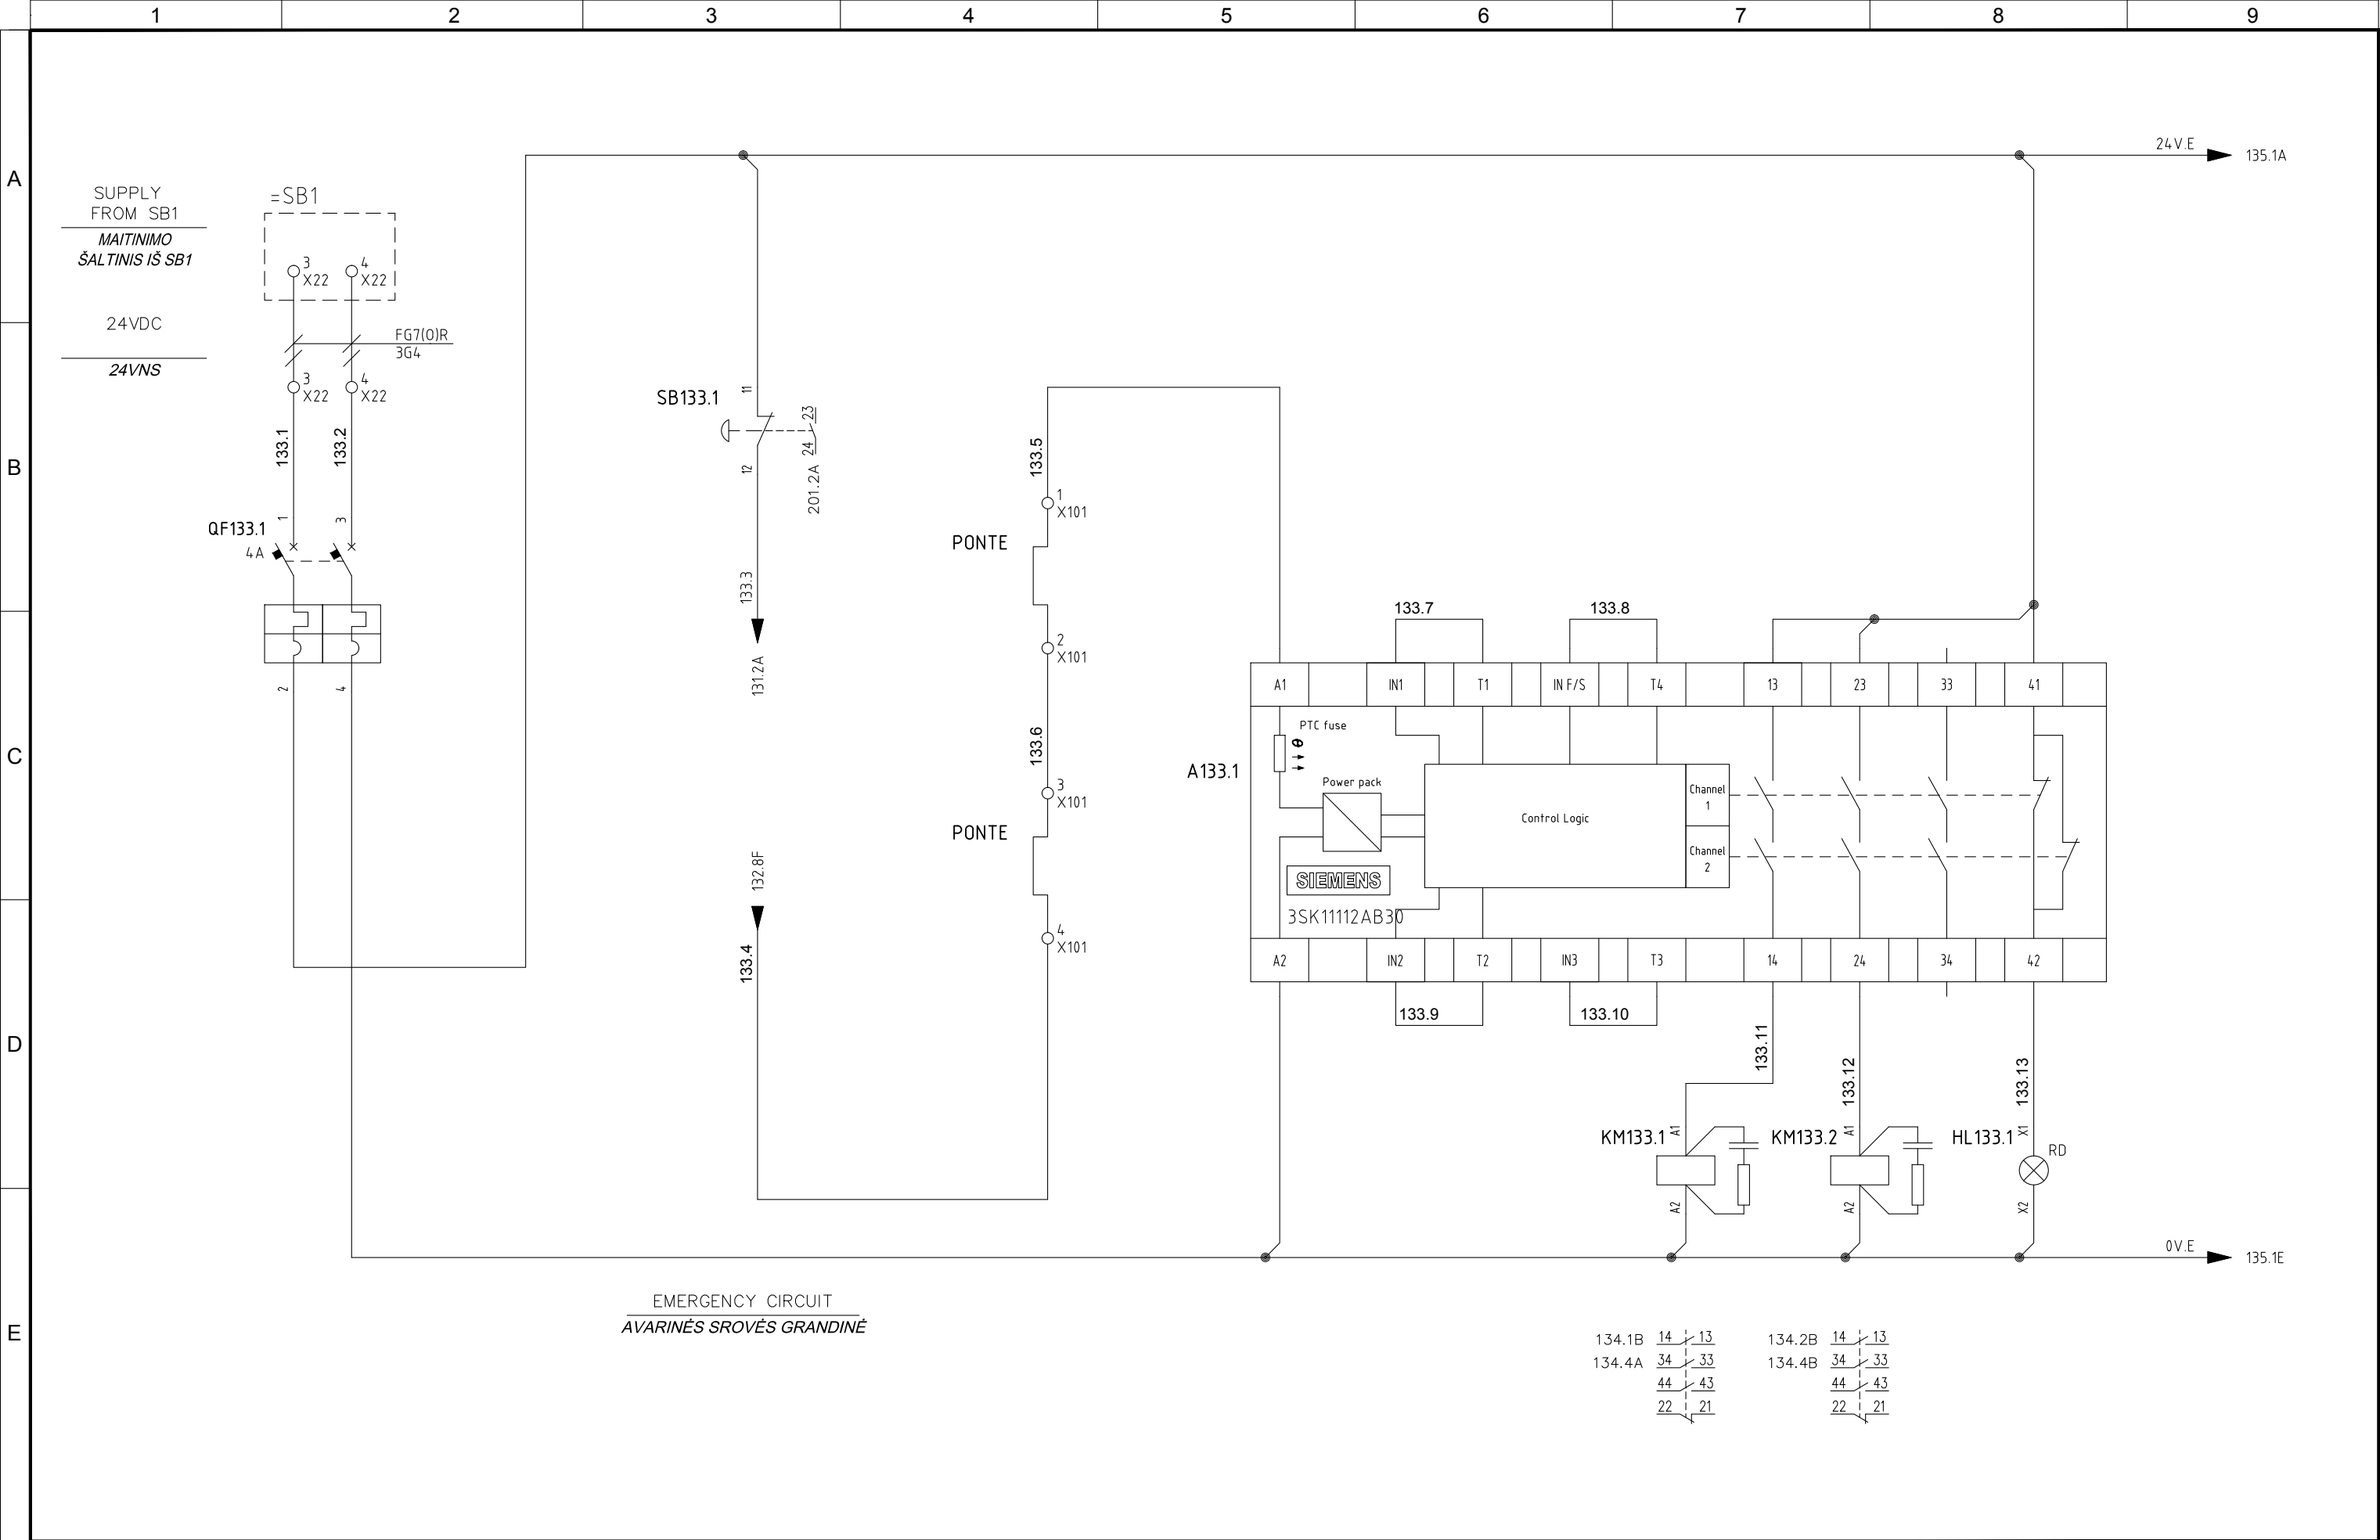 1 2 3 4 5 6 7 8 9
A
B
C
D
E
SUPPLY
FROM SB1
MAITINIMO
ŠALTINIS IŠ SB1
24VDC
24VNS
=SB1
3
X22
4
X22
FG7(O)R
3G4
3
X22
4
X22
133.1
133.2
QF133.1
4A
1
3
2
4
24V.E
135.1A
SB133.1
11
12
23
24
201.2A
133.3
131.2A
132.8F
133.4
133.5
1
X101
PONTE
2
X101
133.6
3
X101
PONTE
4
X101
133.7
133.8
A1 IN1 T1 IN F/S T4 13 23 33 41
PTC fuse
θ
A133.1
Power pack
Control Logic
Channel
1
Channel
2
SIEMENS
3SK11112AB30
A2 IN2 T2 IN3 T3 14 24 34 42
133.9
133.10
133.11
133.12
133.13
KM133.1
A1
A2
KM133.2
A1
A2
HL133.1
X1
RD
X2
0V.E
135.1E
EMERGENCY CIRCUIT
AVARINĖS SROVĖS GRANDINĖ
134.1B 14 13
134.4A 34 33
44 43
22 21
134.2B 14 13
134.4B 34 33
44 43
22 21